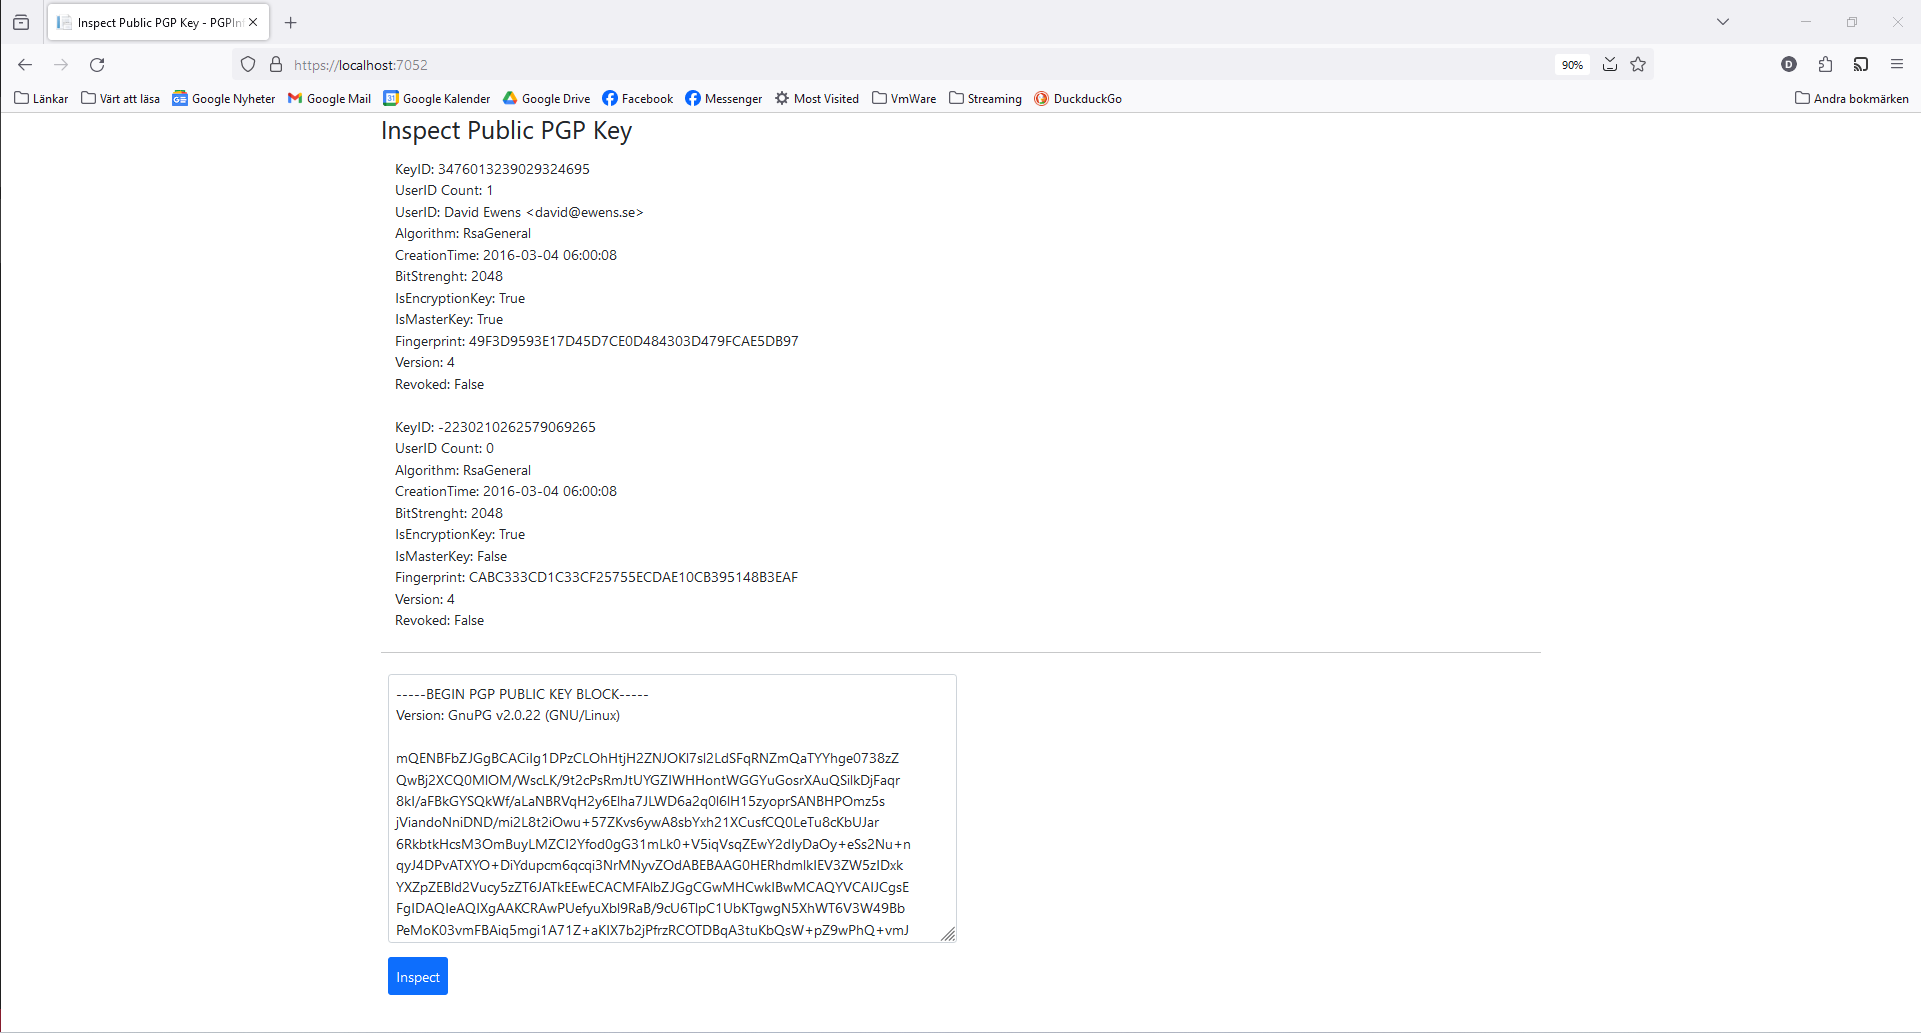 Inspect Public PGP Key - PGPIn
https://localhost:7052
90%
D
Länkar
Värt att läsa
Google Nyheter
Google Mail
Google Kalender
Google Drive
Facebook
Messenger
Most Visited
VmWare
Streaming
DuckduckGo
Andra bokmärken
Inspect Public PGP Key
KeyID: 3476013239029324695
UserID Count: 1
UserID: David Ewens <david@ewens.se>
Algorithm: RsaGeneral
CreationTime: 2016-03-04 06:00:08
BitStrenght: 2048
IsEncryptionKey: True
IsMasterKey: True
Fingerprint: 49F3D9593E17D45D7CE0D484303D479FCAE5DB97
Version: 4
Revoked: False
KeyID: -2230210262579069265
UserID Count: 0
Algorithm: RsaGeneral
CreationTime: 2016-03-04 06:00:08
BitStrenght: 2048
IsEncryptionKey: True
IsMasterKey: False
Fingerprint: CABC333CD1C33CF25755ECDAE10CB395148B3EAF
Version: 4
Revoked: False
-----BEGIN PGP PUBLIC KEY BLOCK-----
Version: GnuPG v2.0.22 (GNU/Linux)
mQENBFbZJGgBCACiIg1DPzCLOhHtjH2ZNJOKl7sl2LdSFqRNZmQaTYYhge0738zZ
QwBj2XCQ0MlOM/WscLK/9t2cPsRmJtUYGZIWHHontWGGYuGosrXAuQSilkDjFaqr
8kI/aFBkGYSQkWf/aLaNBRVqH2y6Elha7JLWD6a2q0l6lH15zyoprSANBHPOmz5s
jViandoNniDND/mi2L8t2iOwu+57ZKvs6ywA8sbYxh21XCusfCQ0LeTu8cKbUJar
6RkbtkHcsM3OmBuyLMZCI2Yfod0gG31mLk0+V5iqVsqZEwY2dIyDaOy+eSs2Nu+n
qyJ4DPvATXYO+DiYdupcm6qcqi3NrMNyvZOdABEBAAG0HERhdmlkIEV3ZW5zIDxk
YXZpZEBld2Vucy5zZT6JATkEEwECACMFAlbZJGgCGwMHCwkIBwMCAQYVCAIJCgsE
FgIDAQIeAQIXgAAKCRAwPUefyuXbl9RaB/9cU6TlpC1UbKTgwgN5XhWT6V3W49Bb
PeMoK03vmFBAiq5mgi1A71Z+aKIX7b2jPfrzRCOTDBqA3tuKbQsW+pZ9wPhQ+vmJ
Inspect